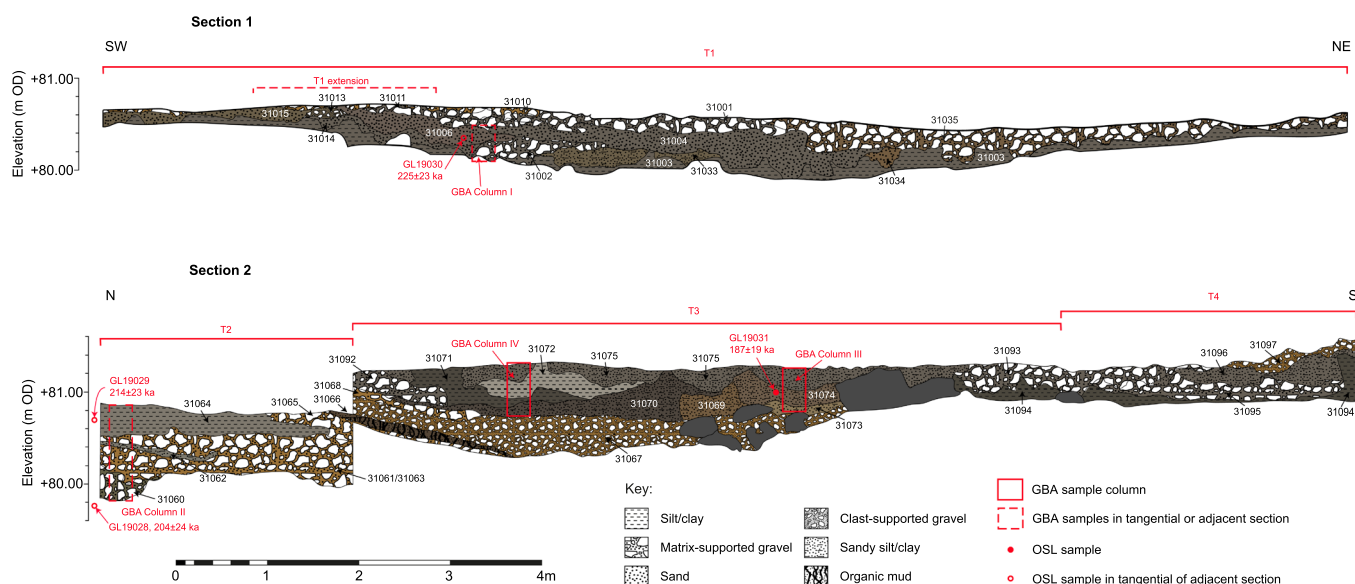 Section 1
SW
NE
T1
Elevation (m OD)
+81.00
+80.00
T1 extension
31013
31011
31010
31001
31035
31015
31014
31006
31004
31003
31003
31002
31033
31034
GL19030
225±23 ka
GBA Column I
Section 2
N
S
T2
T3
T4
Elevation (m OD)
+81.00
+80.00
GL19029
214±23 ka
31064
31065
31066
31068
31092
31071
GBA Column IV
31072
31075
31075
GL19031
187±19 ka
GBA Column III
31093
31096
31097
31070
31069
31074
31073
31094
31095
31094
31067
31062
31061/31063
31060
GBA Column II
GL19028, 204±24 ka
0 1 2 3 4m
Key:
Silt/clay
Matrix-supported gravel
Sand
Clast-supported gravel
Sandy silt/clay
Organic mud
GBA sample column
GBA samples in tangential or adjacent section
OSL sample
OSL sample in tangential of adjacent section